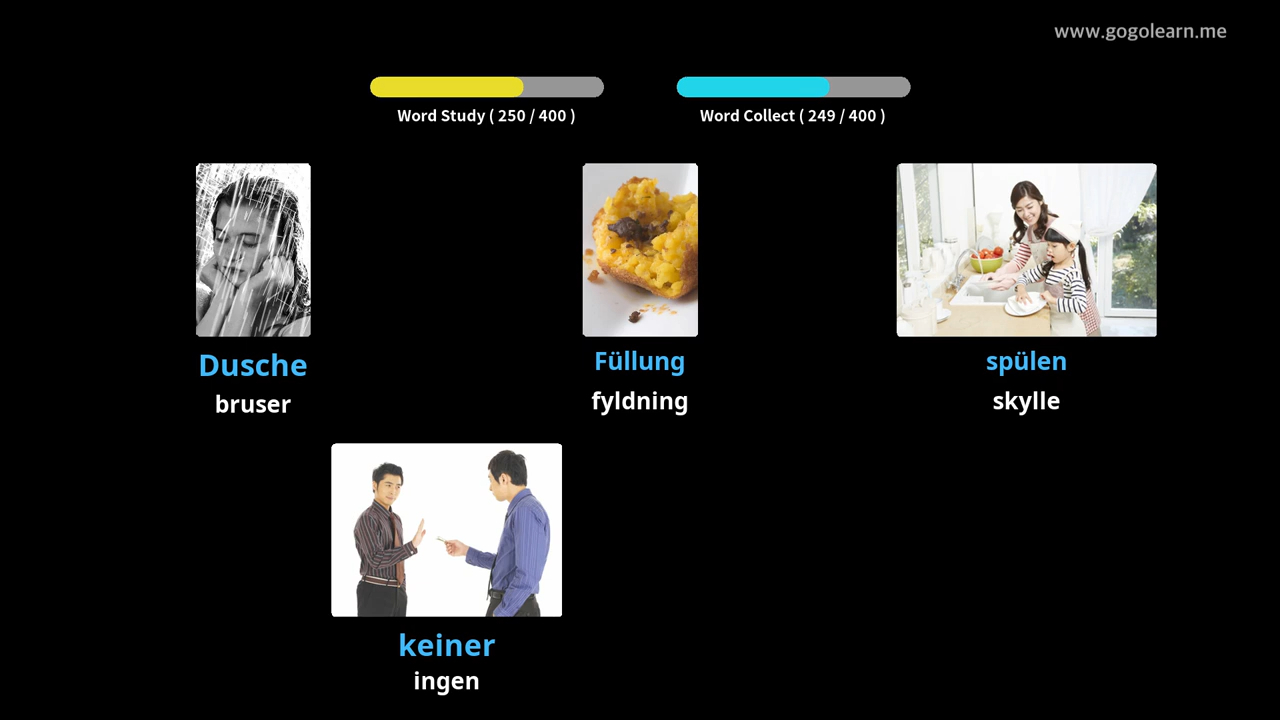 www.gogolearn.me
Word Study ( 250 / 400 )
Word Collect ( 249 / 400 )
Dusche
bruser
Füllung
fyldning
spülen
skylle
keiner
ingen